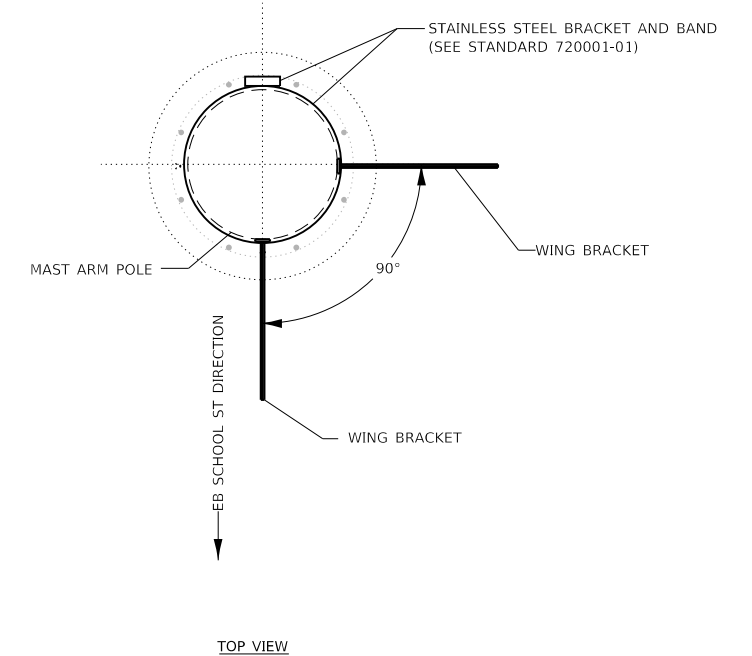 STAINLESS STEEL BRACKET AND BAND
(SEE STANDARD 720001-01)
WING BRACKET
90°
MAST ARM POLE
EB SCHOOL ST DIRECTION
WING BRACKET
TOP VIEW